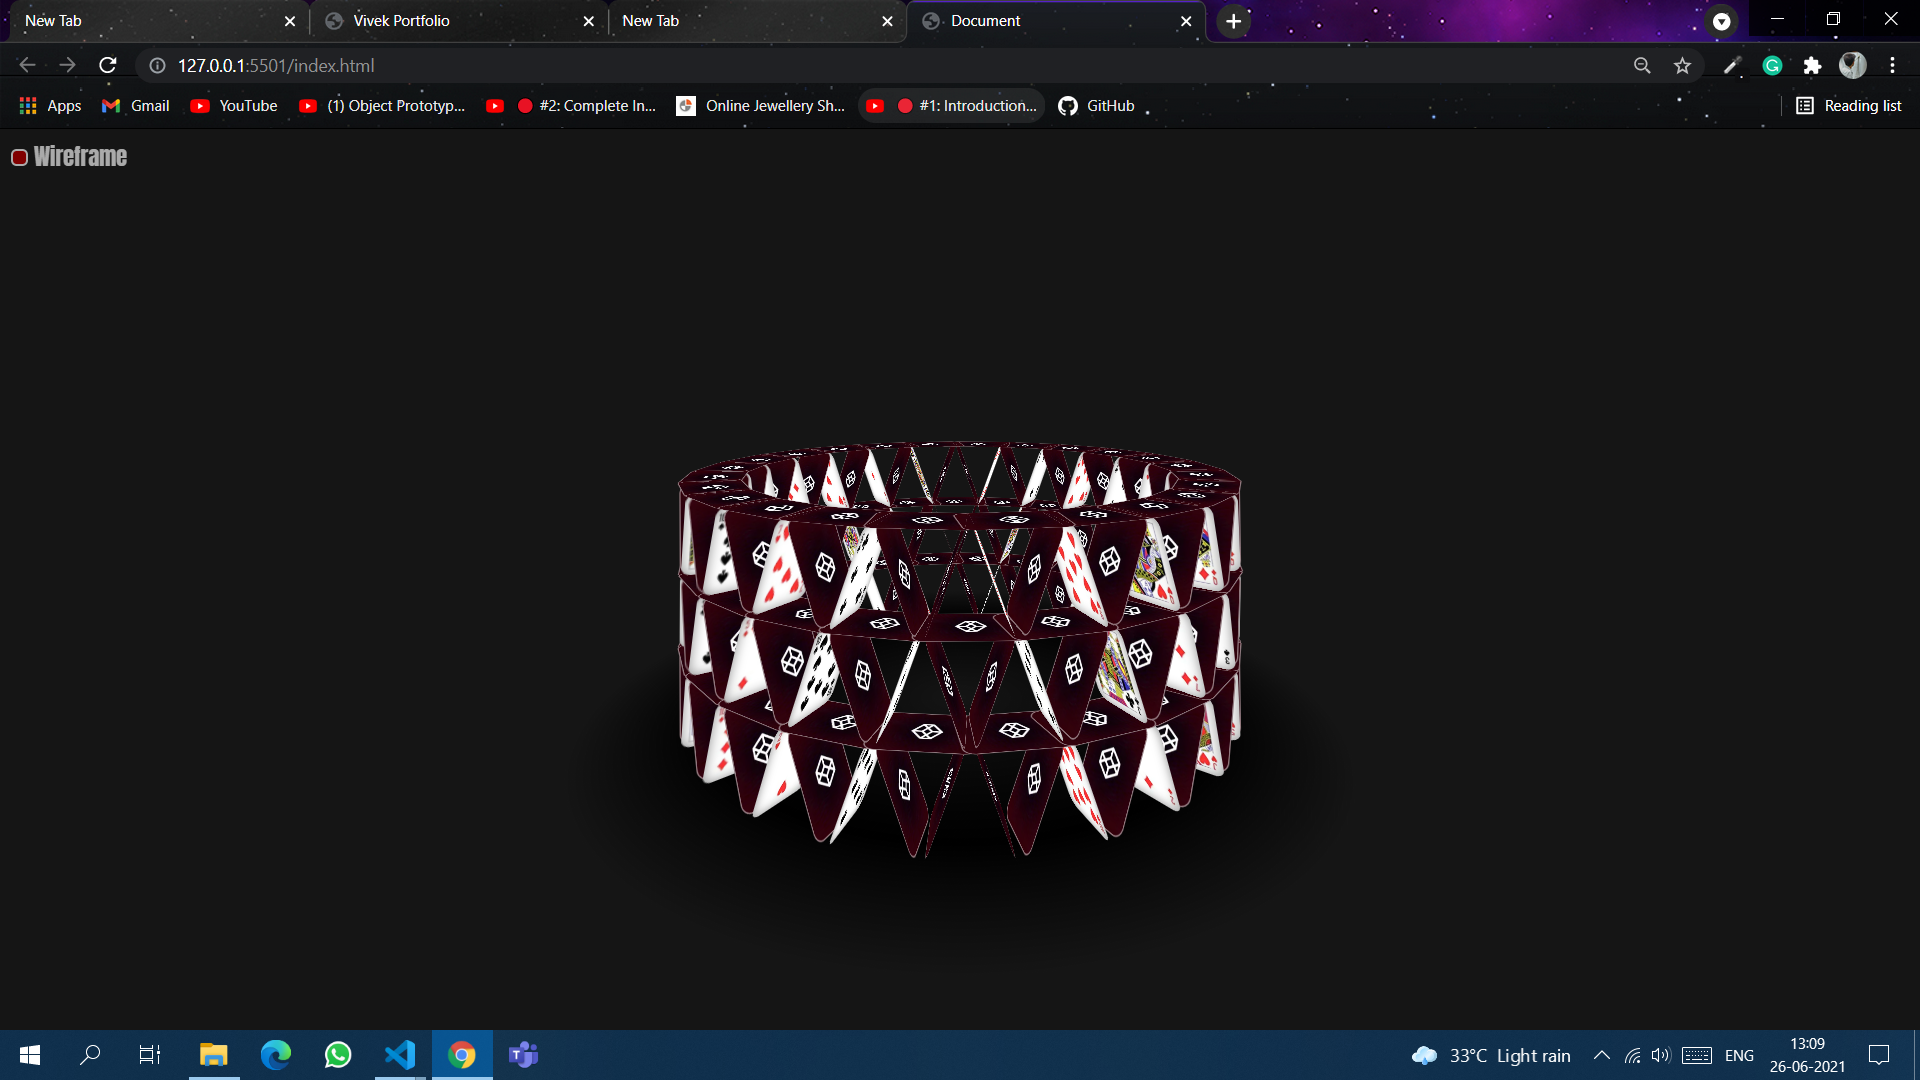 New Tab
Vivek Portfolio
New Tab
Document
127.0.0.1:5501/index.html
Apps
Gmail
YouTube
(1) Object Prototyp...
#2: Complete In...
Online Jewellery Sh...
#1: Introduction...
GitHub
Reading list
Wireframe
33°C Light rain
ENG
13:09
26-06-2021